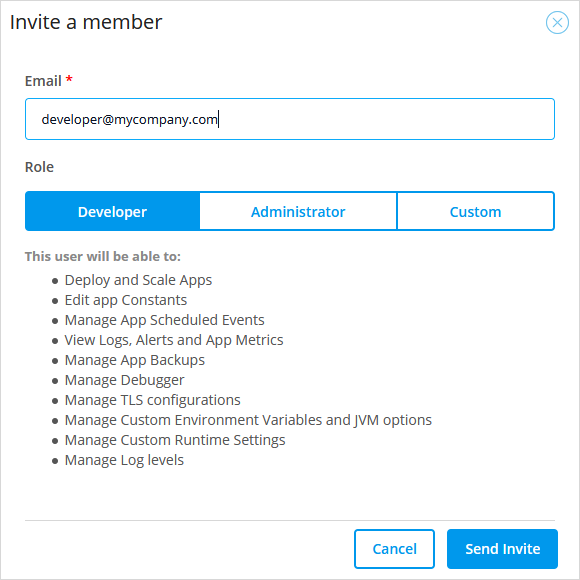 Invite a member
Email *
developer@mycompany.com
Role
Developer Administrator Custom
This user will be able to:
Deploy and Scale Apps
Edit app Constants
Manage App Scheduled Events
View Logs, Alerts and App Metrics
Manage App Backups
Manage Debugger
Manage TLS configurations
Manage Custom Environment Variables and JVM options
Manage Custom Runtime Settings
Manage Log levels
Cancel Send Invite